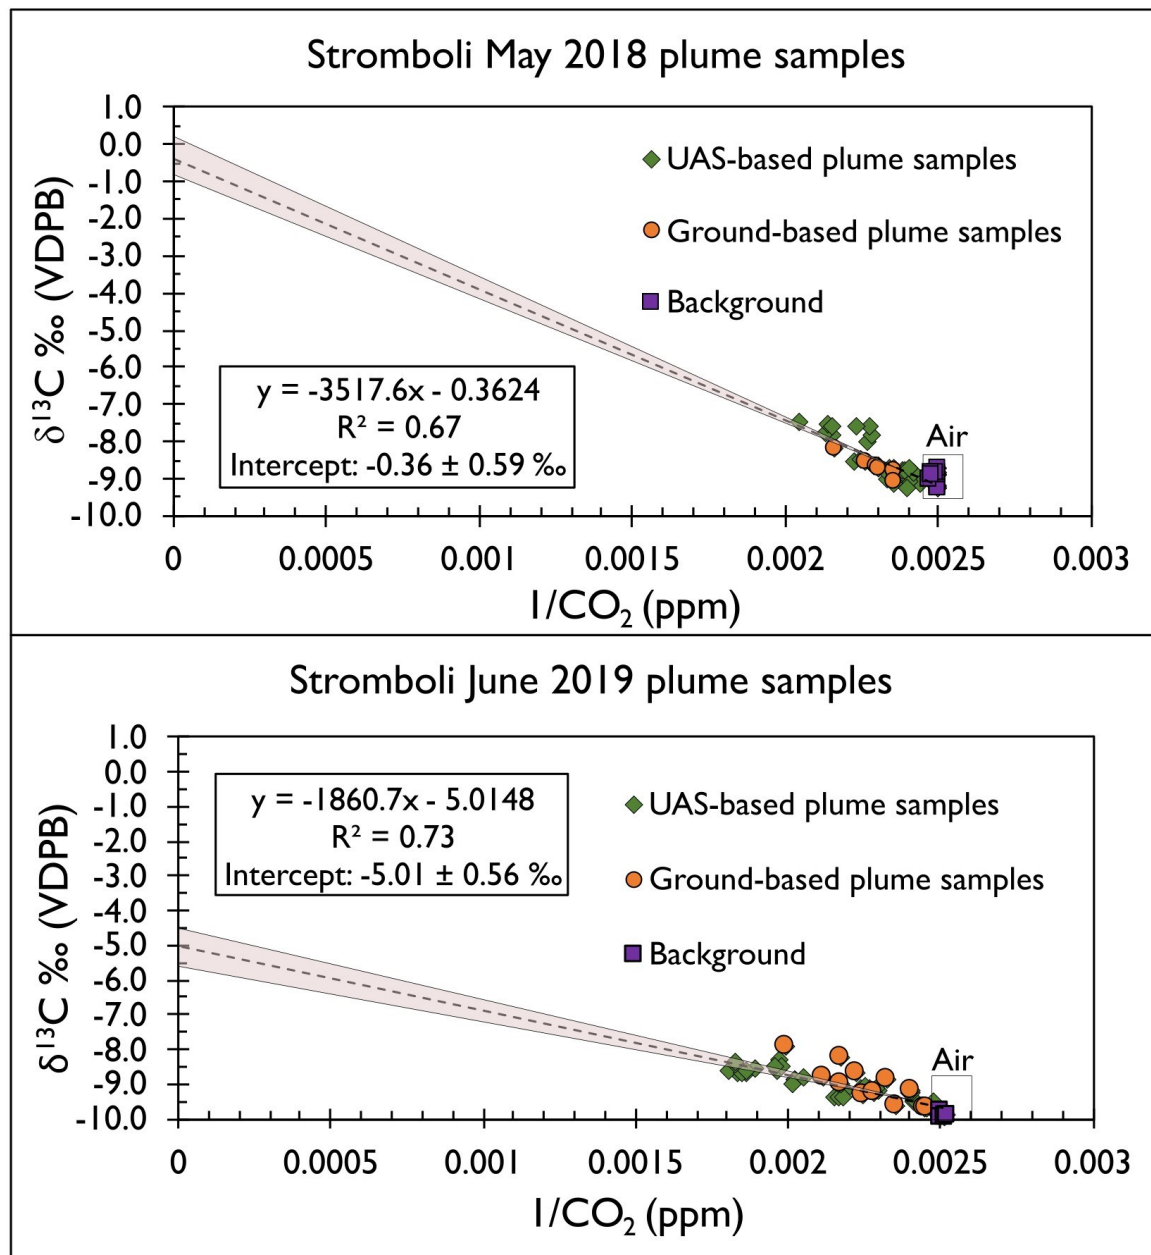 Stromboli May 2018 plume samples
1.0
0.0
-1.0
-2.0
-3.0
-4.0
-5.0
-6.0
-7.0
-8.0
-9.0
-10.0
δ¹³C ‰ (VDPB)
UAS-based plume samples
Ground-based plume samples
Background
y = -3517.6x - 0.3624
R² = 0.67
Intercept: -0.36 ± 0.59 ‰
Air
0 0.0005 0.001 0.0015 0.002 0.0025 0.003
1/CO₂ (ppm)
Stromboli June 2019 plume samples
1.0
0.0
-1.0
-2.0
-3.0
-4.0
-5.0
-6.0
-7.0
-8.0
-9.0
-10.0
δ¹³C ‰ (VDPB)
y = -1860.7x - 5.0148
R² = 0.73
Intercept: -5.01 ± 0.56 ‰
UAS-based plume samples
Ground-based plume samples
Background
Air
0 0.0005 0.001 0.0015 0.002 0.0025 0.003
1/CO₂ (ppm)